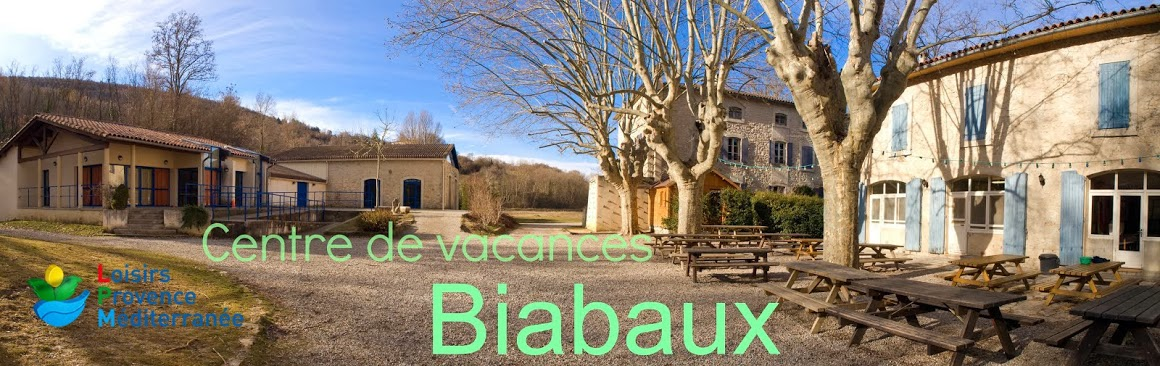 Centre de vacances
Biabaux
Loisirs
Provence
Méditerranée